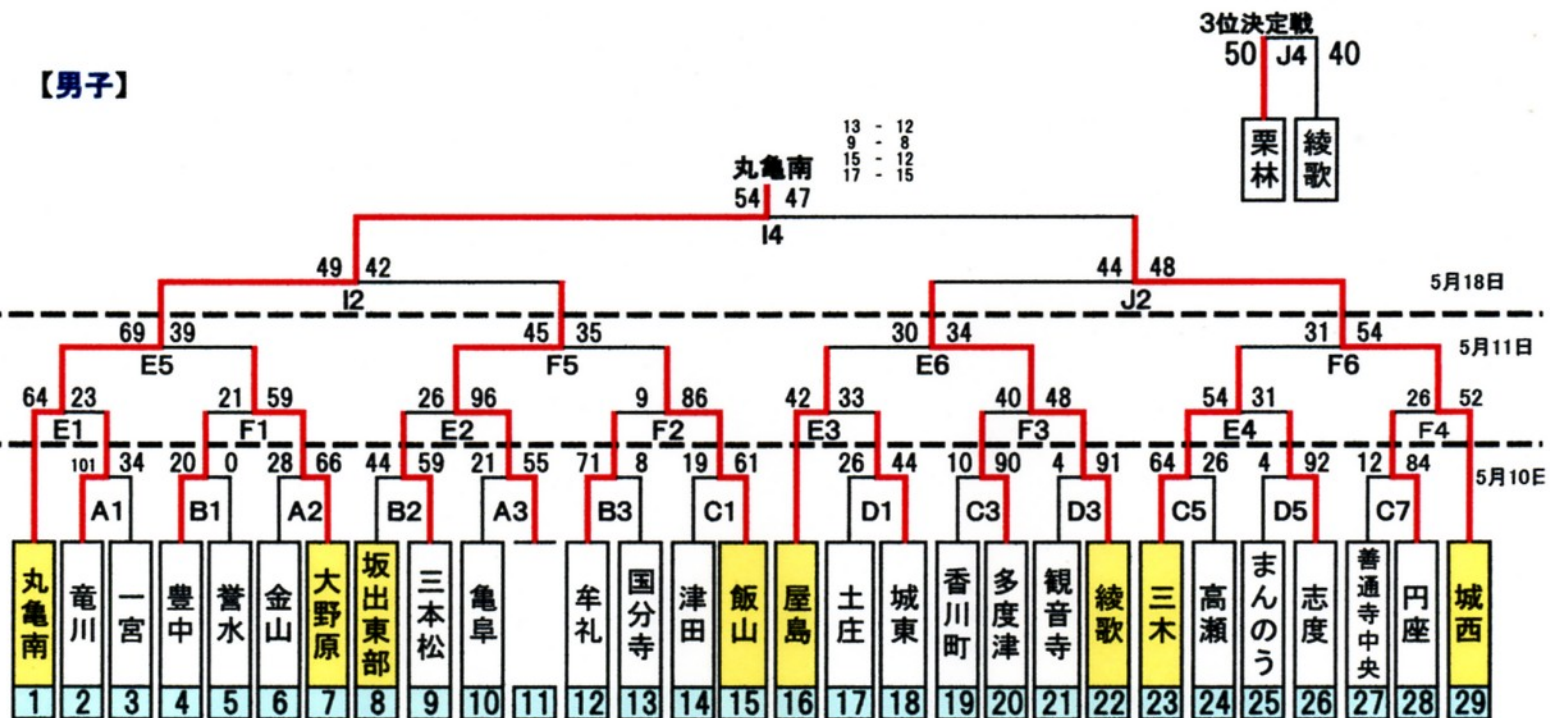 3位決定戦
50 J4 40
【男子】
栗林 綾歌
13 - 12
9 - 8
15 - 12
17 - 15
丸亀南
54 47
I4
49 42 44 48
I2 J2
5月18日
69 39 45 35 30 34 31 54
E5 F5 E6 F6
5月11日
64 23 21 59 26 96 9 86 42 33 40 48 54 31 26 52
E1 F1 E2 F2 E3 F3 E4 F4
101 34 20 0 28 66 44 59 21 55 71 8 19 61 26 44 10 90 4 91 64 26 4 92 12 84
5月10日
A1 B1 A2 B2 A3 B3 C1 D1 C3 D3 C5 D5 C7
丸亀南 竜川 一宮 豊中 誉水 金山 大野原 坂出東部 三本松 亀阜 牟礼 国分寺 津田 飯山 屋島 土庄 城東 香川町 多度津 観音寺 綾歌 三木 高瀬 まんのう 志度 善通寺中央 円座 城西
1 2 3 4 5 6 7 8 9 10 11 12 13 14 15 16 17 18 19 20 21 22 23 24 25 26 27 28 29